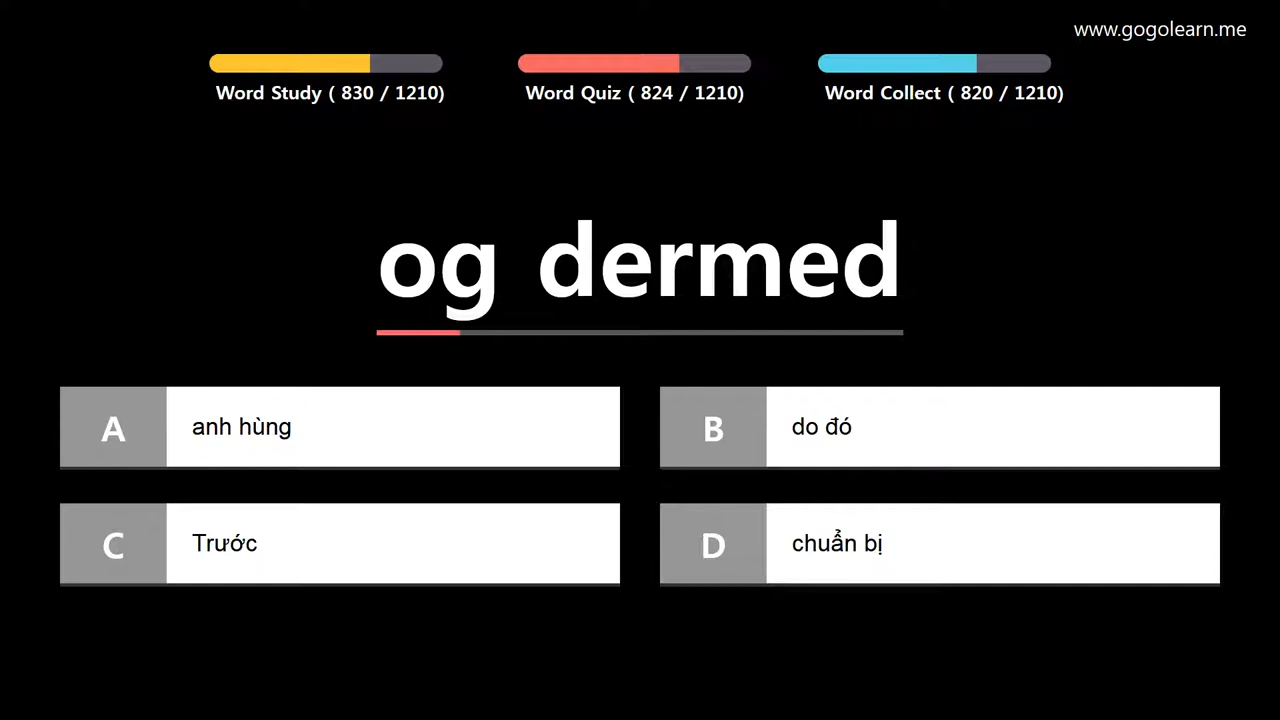 www.gogolearn.me
Word Study ( 830 / 1210)
Word Quiz ( 824 / 1210)
Word Collect ( 820 / 1210)
og dermed
A anh hùng
B do đó
C Trước
D chuẩn bị